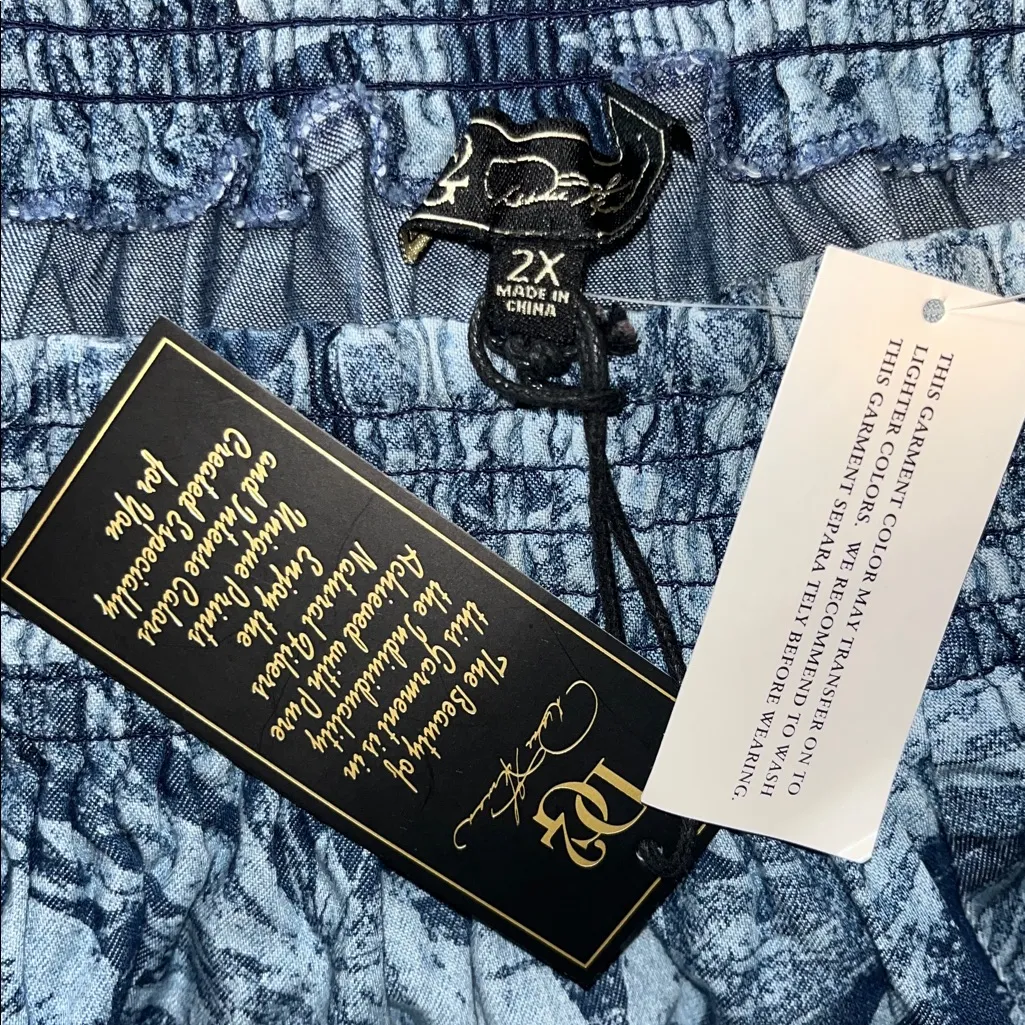 2X
MADE IN
CHINA
THIS GARMENT COLOR MAY TRANSFER ON TO
LIGHTER COLORS. WE RECOMMEND TO WASH
THIS GARMENT SEPARA TELY BEFORE WEARING.
DG2
The Beauty of
this Garment is in
the Individuality
Achieved with Pure
Natural Fibers
Enjoy the
Unique Prints
and Intense Colors
Created Especially
for You